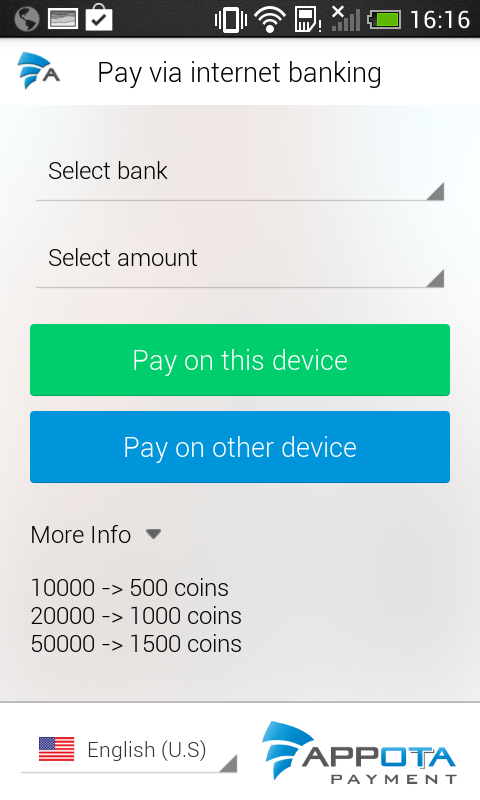 16:16
A
Pay via internet banking
Select bank
Select amount
Pay on this device
Pay on other device
More Info
10000 -> 500 coins
20000 -> 1000 coins
50000 -> 1500 coins
English (U.S)
APPOTA
PAYMENT